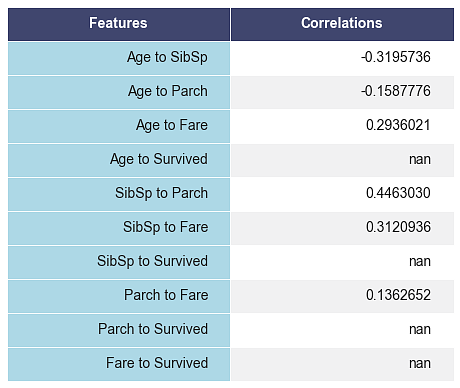 Features Correlations
Age to SibSp -0.3195736
Age to Parch -0.1587776
Age to Fare 0.2936021
Age to Survived nan
SibSp to Parch 0.4463030
SibSp to Fare 0.3120936
SibSp to Survived nan
Parch to Fare 0.1362652
Parch to Survived nan
Fare to Survived nan